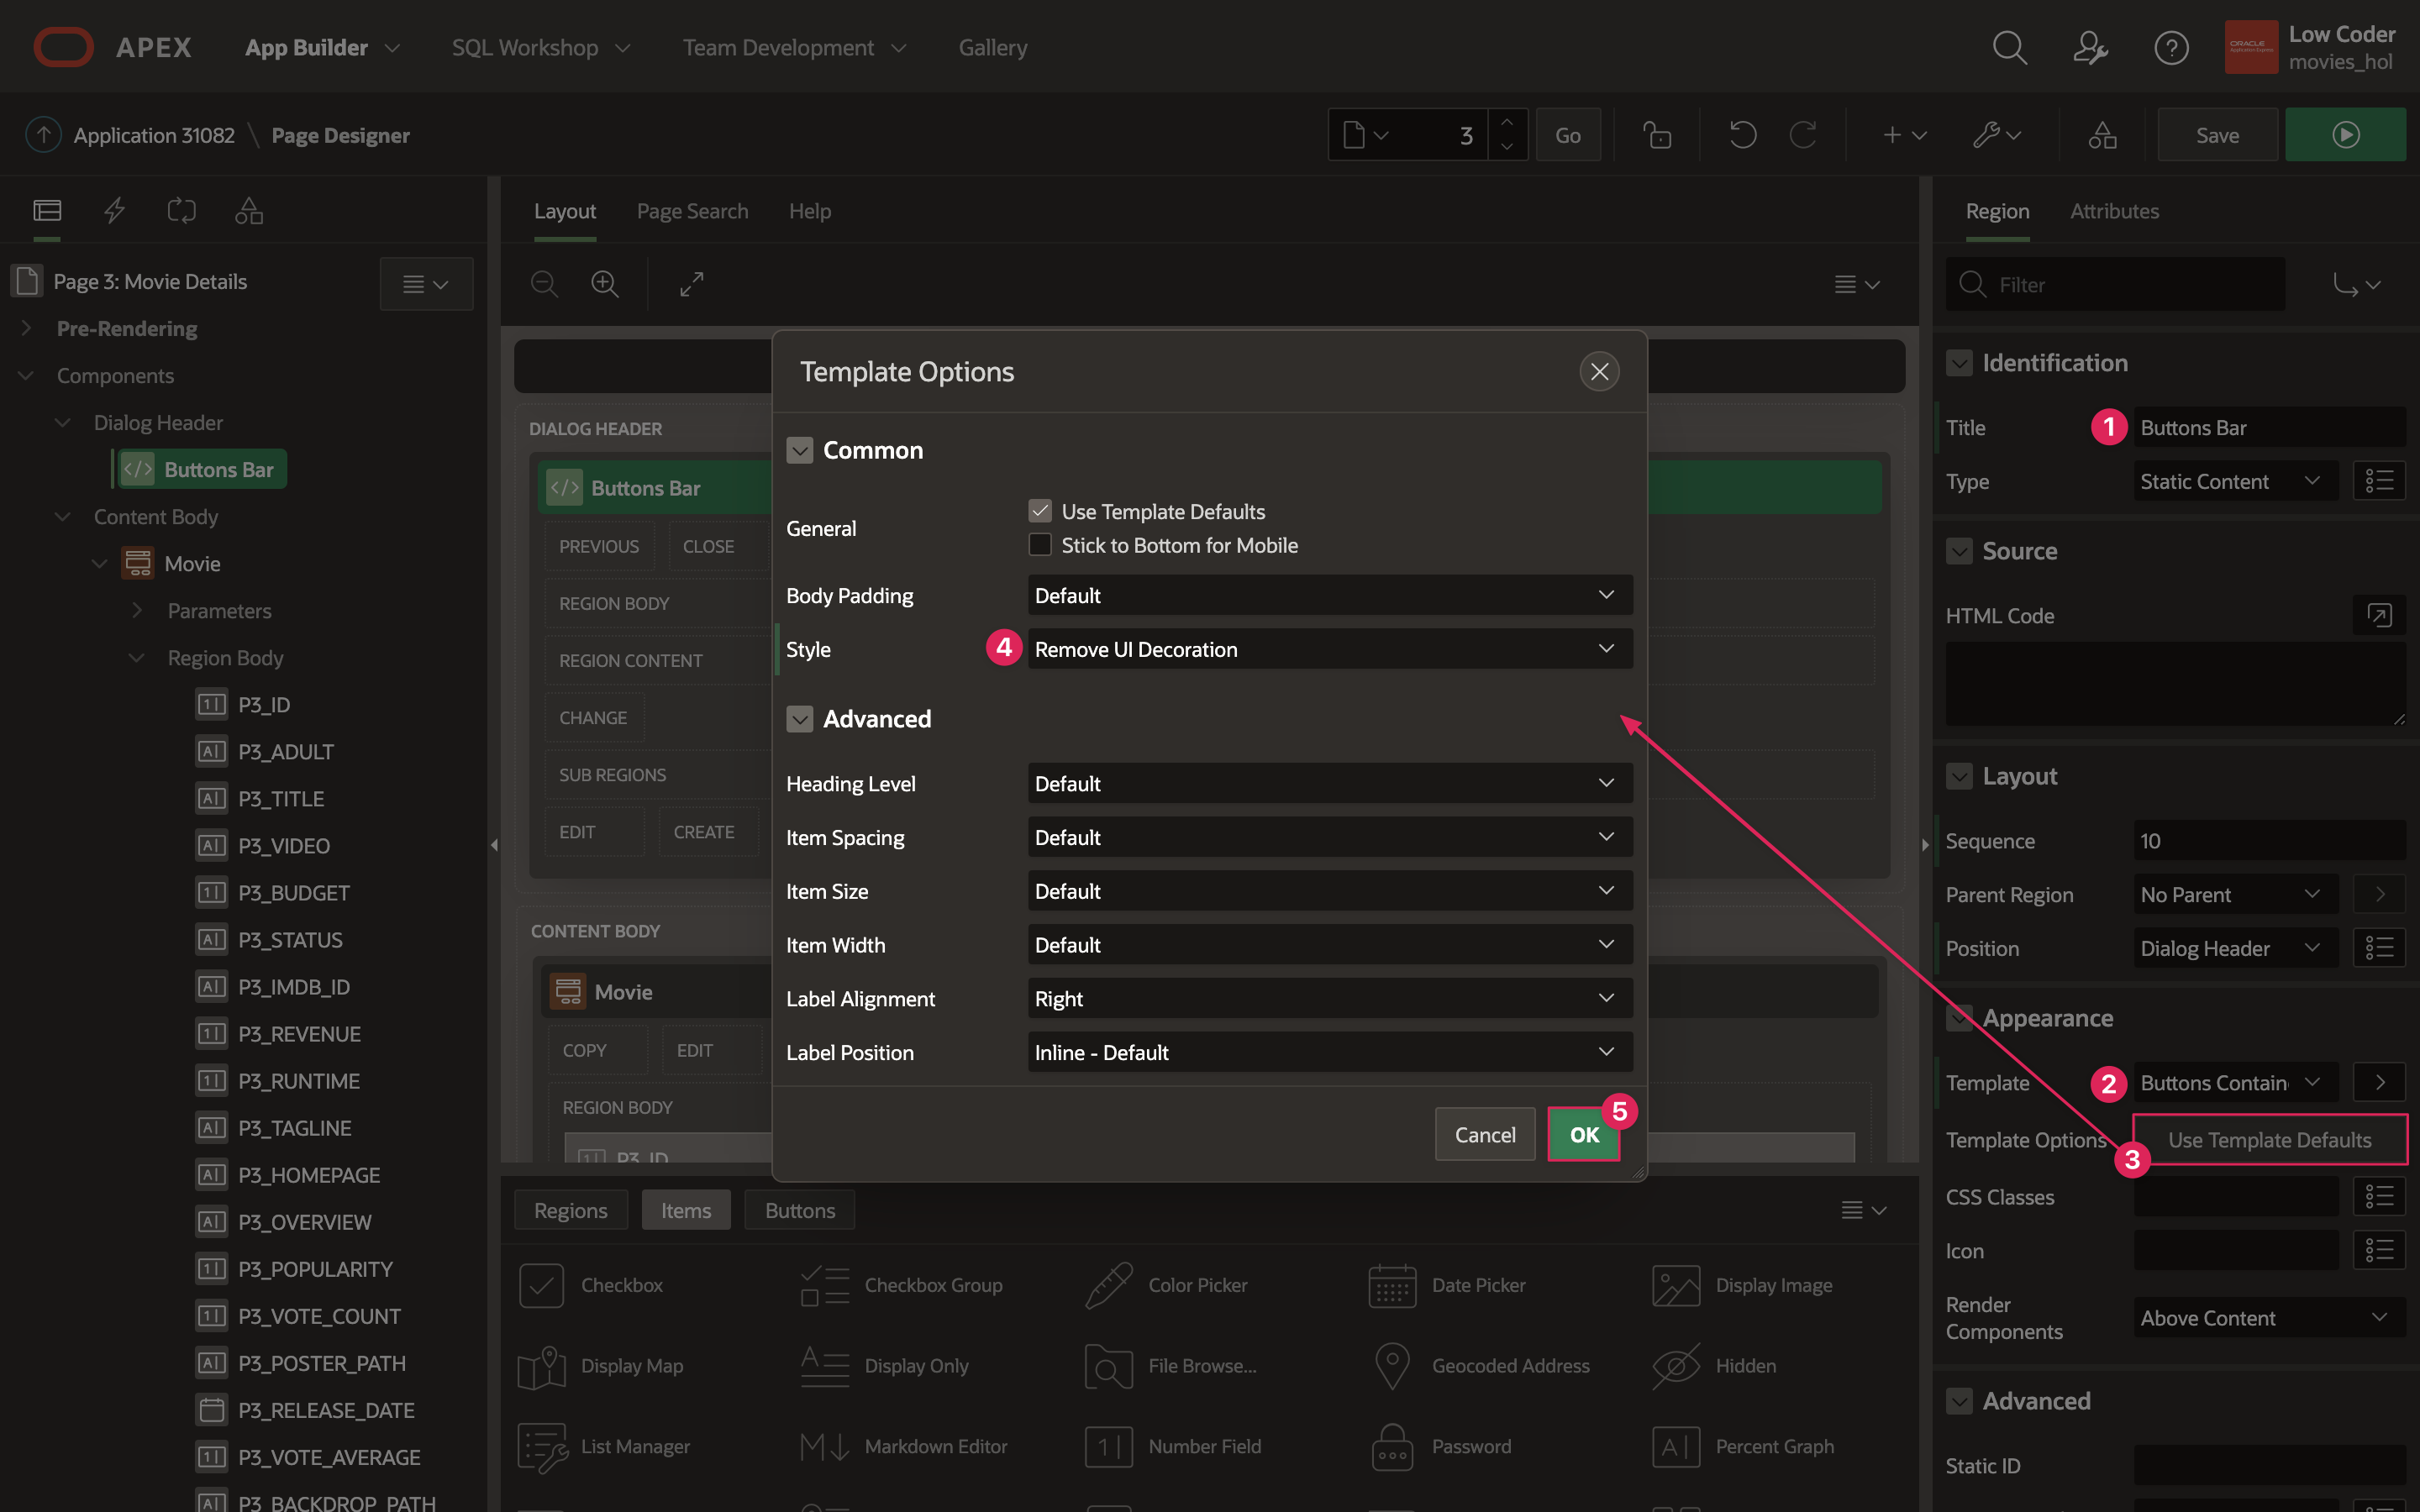 APEX
App Builder
SQL Workshop
Team Development
Gallery
ORACLE
Low Coder
movies_hol
Application 31082 \ Page Designer
3
Go
Save
Page 3: Movie Details
Pre-Rendering
Components
Dialog Header
</> Buttons Bar
Content Body
Movie
Parameters
Region Body
P3_ID
P3_ADULT
P3_TITLE
P3_VIDEO
P3_BUDGET
P3_STATUS
P3_IMDB_ID
P3_REVENUE
P3_RUNTIME
P3_TAGLINE
P3_HOMEPAGE
P3_OVERVIEW
P3_POPULARITY
P3_VOTE_COUNT
P3_POSTER_PATH
P3_RELEASE_DATE
P3_VOTE_AVERAGE
P3_BACKDROP_PATH
Layout
Page Search
Help
DIALOG HEADER
</> Buttons Bar
PREVIOUS
CLOSE
REGION BODY
REGION CONTENT
CHANGE
SUB REGIONS
EDIT
CREATE
CONTENT BODY
Movie
COPY
EDIT
REGION BODY
P3_ID
Template Options
Common
General
Use Template Defaults
Stick to Bottom for Mobile
Body Padding
Default
Style
4
Remove UI Decoration
Advanced
Heading Level
Default
Item Spacing
Default
Item Size
Default
Item Width
Default
Label Alignment
Right
Label Position
Inline - Default
Cancel
OK
5
Regions
Items
Buttons
Checkbox
Checkbox Group
Color Picker
Date Picker
Display Image
Display Map
Display Only
File Browse...
Geocoded Address
Hidden
List Manager
Markdown Editor
Number Field
Password
Percent Graph
Region
Attributes
Filter
Identification
Title
1
Buttons Bar
Type
Static Content
Source
HTML Code
Layout
Sequence
10
Parent Region
No Parent
Position
Dialog Header
Appearance
Template
2
Buttons Contain
Template Options
3
Use Template Defaults
CSS Classes
Icon
Render
Components
Above Content
Advanced
Static ID